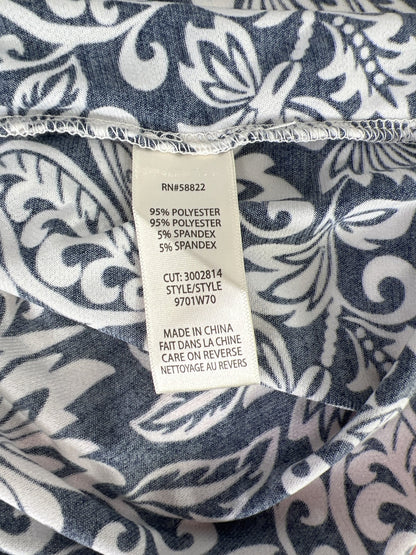 RN#58822
95% POLYESTER
95% POLYESTER
5% SPANDEX
5% SPANDEX
CUT: 3002814
STYLE/STYLE
9701W70
MADE IN CHINA
FAIT DANS LA CHINE
CARE ON REVERSE
NETTOYAGE AU REVERS